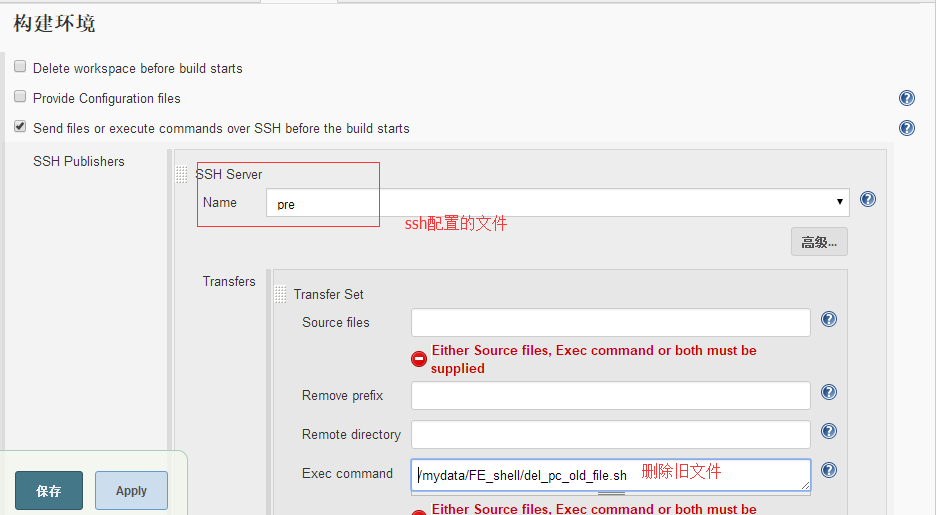 构建环境
Delete workspace before build starts
Provide Configuration files
Send files or execute commands over SSH before the build starts
SSH Publishers
SSH Server
Name
pre
ssh配置的文件
高级...
Transfers
Transfer Set
Source files
Either Source files, Exec command or both must be
supplied
Remove prefix
Remote directory
Exec command
/mydata/FE_shell/del_pc_old_file.sh
删除旧文件
保存
Apply
Either Source files, Exec command or both must be